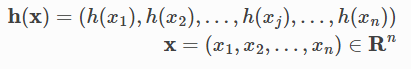 h(x) = (h(x₁), h(x₂), . . . , h(xⱼ), . . . , h(xₙ))
x = (x₁, x₂, . . . , xₙ) ∈ Rⁿ